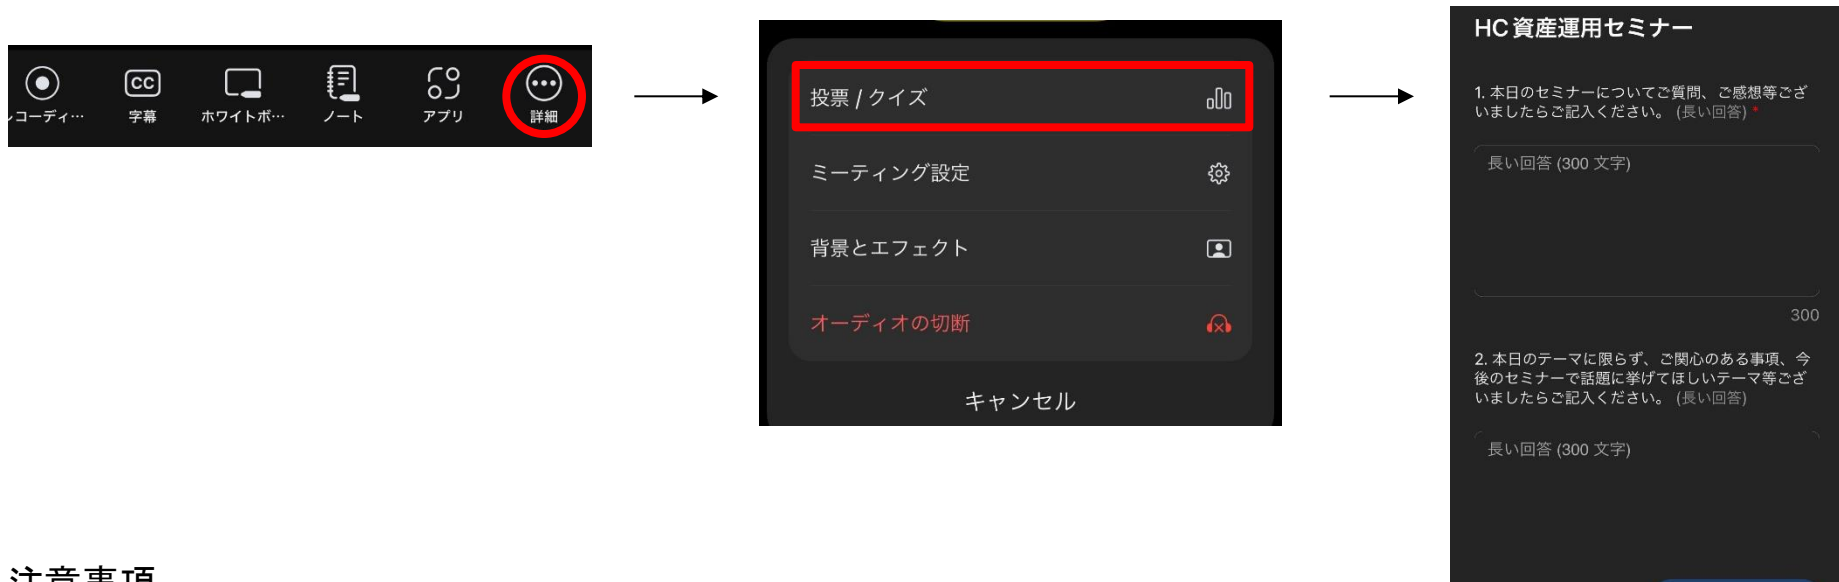 レコーディ…
字幕
ホワイトボ…
ノート
アプリ
詳細
投票 / クイズ
ミーティング設定
背景とエフェクト
オーディオの切断
キャンセル
HC資産運用セミナー
1. 本日のセミナーについてご質問、ご感想等ござ
いましたらご記入ください。 (長い回答) *
長い回答 (300 文字)
300
2. 本日のテーマに限らず、ご関心のある事項、今
後のセミナーで話題に挙げてほしいテーマ等ござ
いましたらご記入ください。 (長い回答)
長い回答 (300 文字)
注意事項